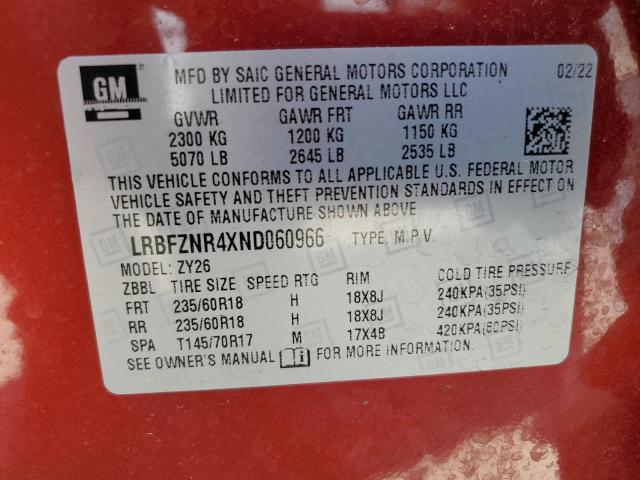 GM
MFD BY SAIC GENERAL MOTORS CORPORATION 02/22
LIMITED FOR GENERAL MOTORS LLC
GVWR GAWR FRT GAWR RR
2300 KG 1200 KG 1150 KG
5070 LB 2645 LB 2535 LB
THIS VEHICLE CONFORMS TO ALL APPLICABLE U.S. FEDERAL MOTOR
VEHICLE SAFETY AND THEFT PREVENTION STANDARDS IN EFFECT ON
THE DATE OF MANUFACTURE SHOWN ABOVE
LRBFZNR4XND060966 TYPE: M.P.V.
MODEL: ZY26
ZBBL TIRE SIZE SPEED RTG RIM COLD TIRE PRESSURE
FRT 235/60R18 H 18X8J 240KPA(35PSI)
RR 235/60R18 H 18X8J 240KPA(35PSI)
SPA T145/70R17 M 17X4B 420KPA(60PSI)
SEE OWNER'S MANUAL FOR MORE INFORMATION.